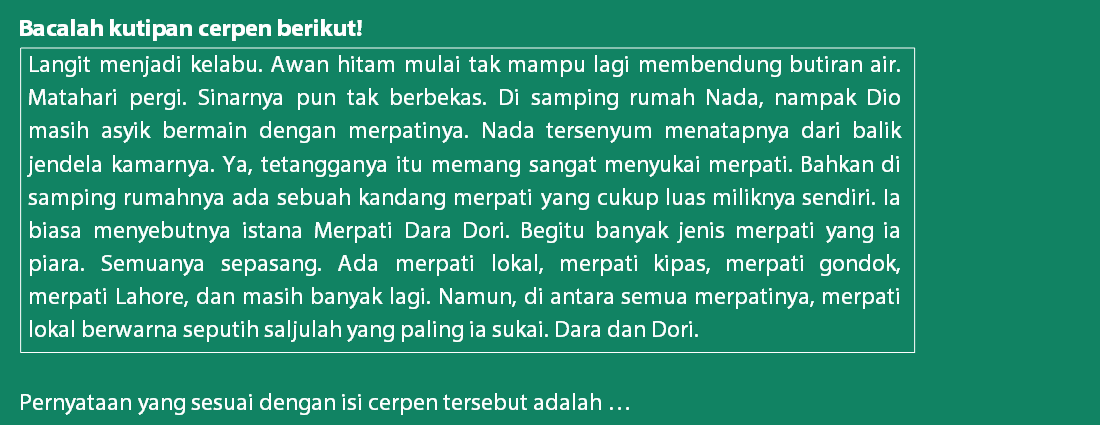 Bacalah kutipan cerpen berikut!
Langit menjadi kelabu. Awan hitam mulai tak mampu lagi membendung butiran air.
Matahari pergi. Sinarnya pun tak berbekas. Di samping rumah Nada, nampak Dio
masih asyik bermain dengan merpatinya. Nada tersenyum menatapnya dari balik
jendela kamarnya. Ya, tetangganya itu memang sangat menyukai merpati. Bahkan di
samping rumahnya ada sebuah kandang merpati yang cukup luas miliknya sendiri. Ia
biasa menyebutnya istana Merpati Dara Dori. Begitu banyak jenis merpati yang ia
piara. Semuanya sepasang. Ada merpati lokal, merpati kipas, merpati gondok,
merpati Lahore, dan masih banyak lagi. Namun, di antara semua merpatinya, merpati
lokal berwarna seputih saljulah yang paling ia sukai. Dara dan Dori.
Pernyataan yang sesuai dengan isi cerpen tersebut adalah …